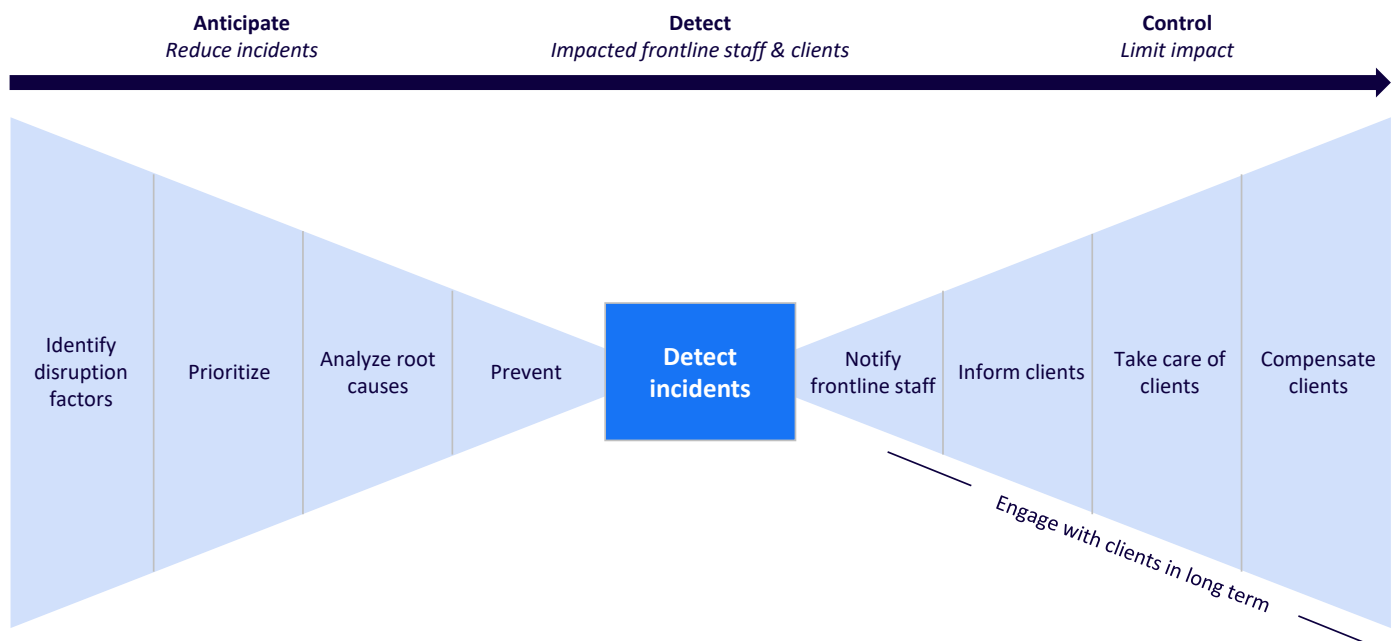 Anticipate
Reduce incidents
Detect
Impacted frontline staff & clients
Control
Limit impact
Identify
disruption
factors
Prioritize
Analyze root
causes
Prevent
Detect
incidents
Notify
frontline staff
Inform clients
Take care of
clients
Compensate
clients
Engage with clients in long term